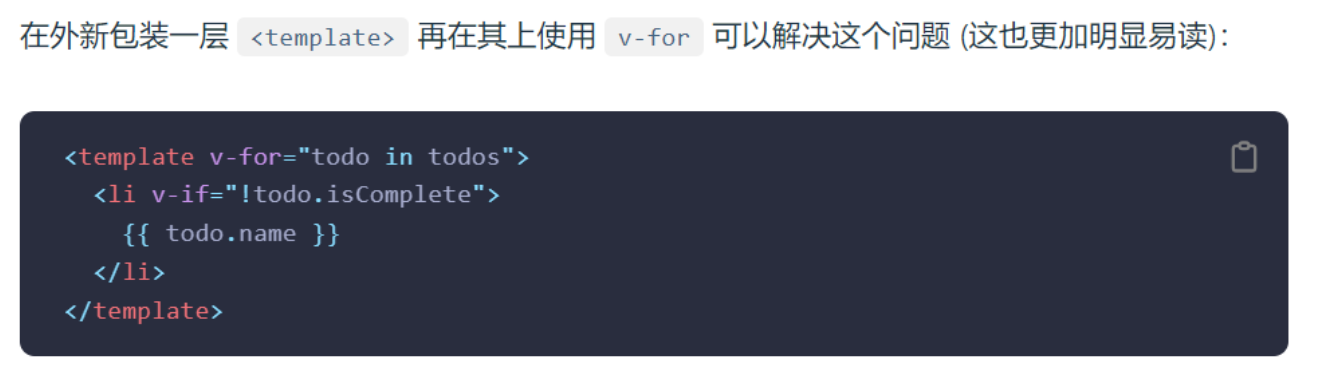 在外新包装一层 <template> 再在其上使用 v-for 可以解决这个问题 (这也更加明显易读)：
<template v-for="todo in todos">
  <li v-if="!todo.isComplete">
    {{ todo.name }}
  </li>
</template>